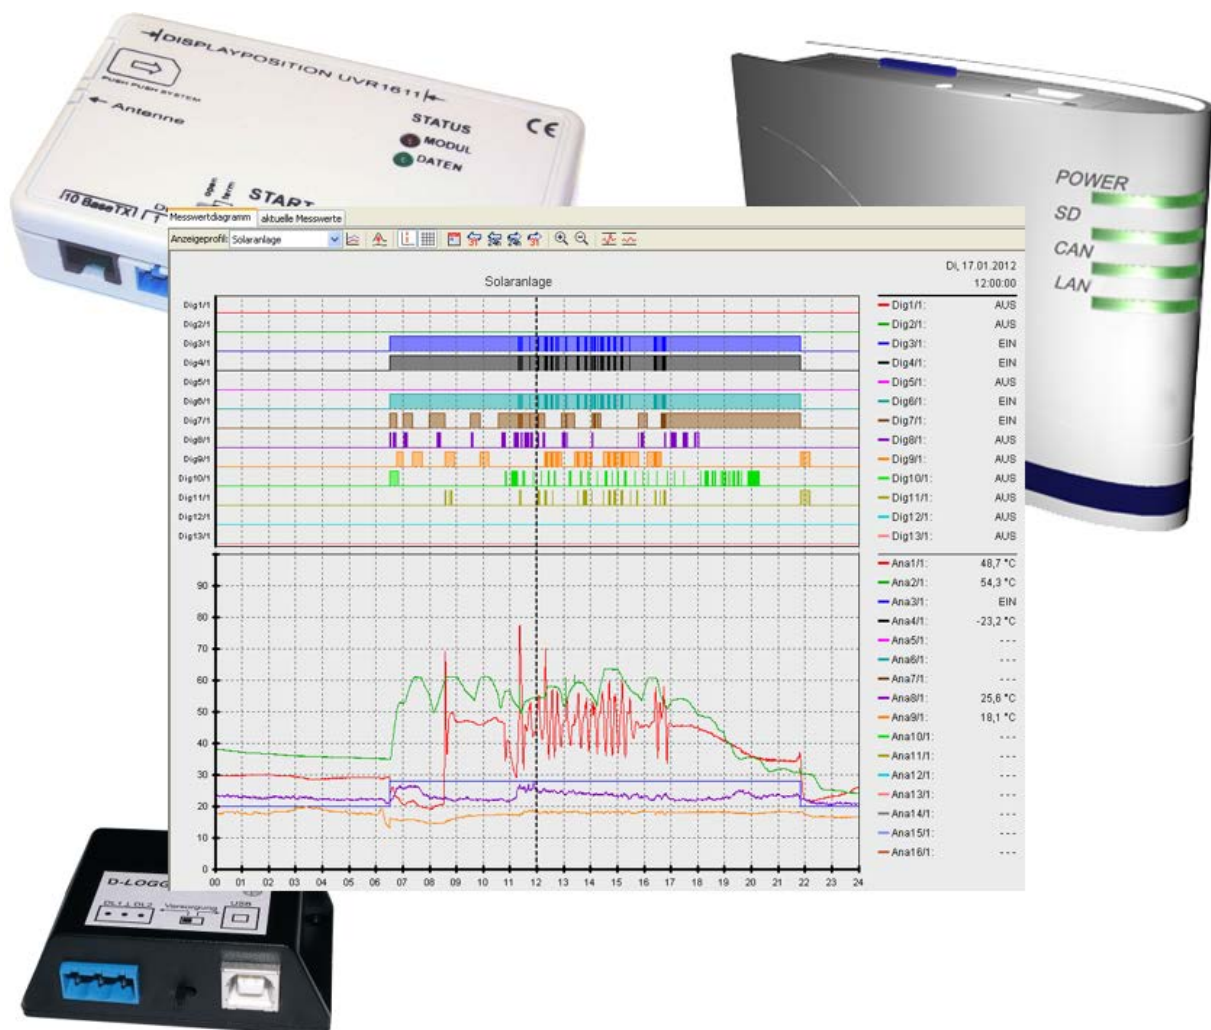 DISPLAYPOSITION UVR1611
PUSH PUSH SYSTEM
Antenne
STATUS
MODUL
DATEN
CE
10 BaseTX
open
term
START
POWER
SD
CAN
LAN
Messwertdiagramm aktuelle Messwerte
Anzeigeprofil: Solaranlage
Di, 17.01.2012
Solaranlage 12:00:00
Dig1/1
Dig2/1
Dig3/1
Dig4/1
Dig5/1
Dig6/1
Dig7/1
Dig8/1
Dig9/1
Dig10/1
Dig11/1
Dig12/1
Dig13/1
Dig1/1: AUS
Dig2/1: AUS
Dig3/1: EIN
Dig4/1: EIN
Dig5/1: AUS
Dig6/1: EIN
Dig7/1: EIN
Dig8/1: AUS
Dig9/1: AUS
Dig10/1: AUS
Dig11/1: AUS
Dig12/1: AUS
Dig13/1: AUS
90
80
70
60
50
40
30
20
10
0
00 01 02 03 04 05 06 07 08 09 10 11 12 13 14 15 16 17 18 19 20 21 22 23 24
Ana1/1: 48,7 °C
Ana2/1: 54,3 °C
Ana3/1: EIN
Ana4/1: -23,2 °C
Ana5/1: ---
Ana6/1: ---
Ana7/1: ---
Ana8/1: 25,6 °C
Ana9/1: 18,1 °C
Ana10/1: ---
Ana11/1: ---
Ana12/1: ---
Ana13/1: ---
Ana14/1: ---
Ana15/1: ---
Ana16/1: ---
D-LOGG
DL1 ⊥ DL2 Versorgung USB